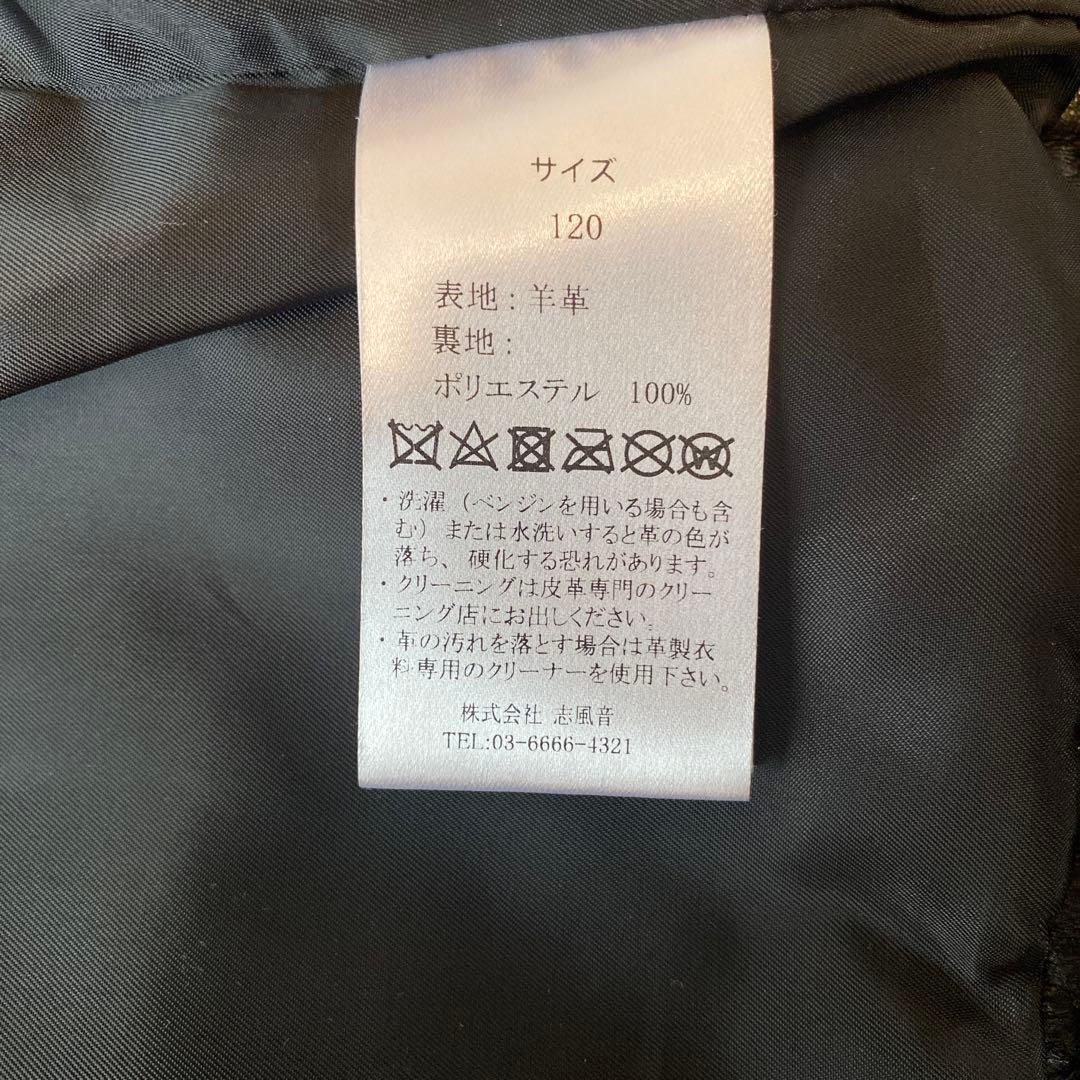 サイズ
120
表地：羊革
裏地：
ポリエステル 100%
・洗濯（ベンジンを用いる場合も含
む）または水洗いすると革の色が
落ち、硬化する恐れがあります。
・クリーニングは皮革専門のクリー
ニング店にお出しください。
・革の汚れを落とす場合は革製衣
料専用のクリーナーを使用下さい。
株式会社 志風音
TEL:03-6666-4321